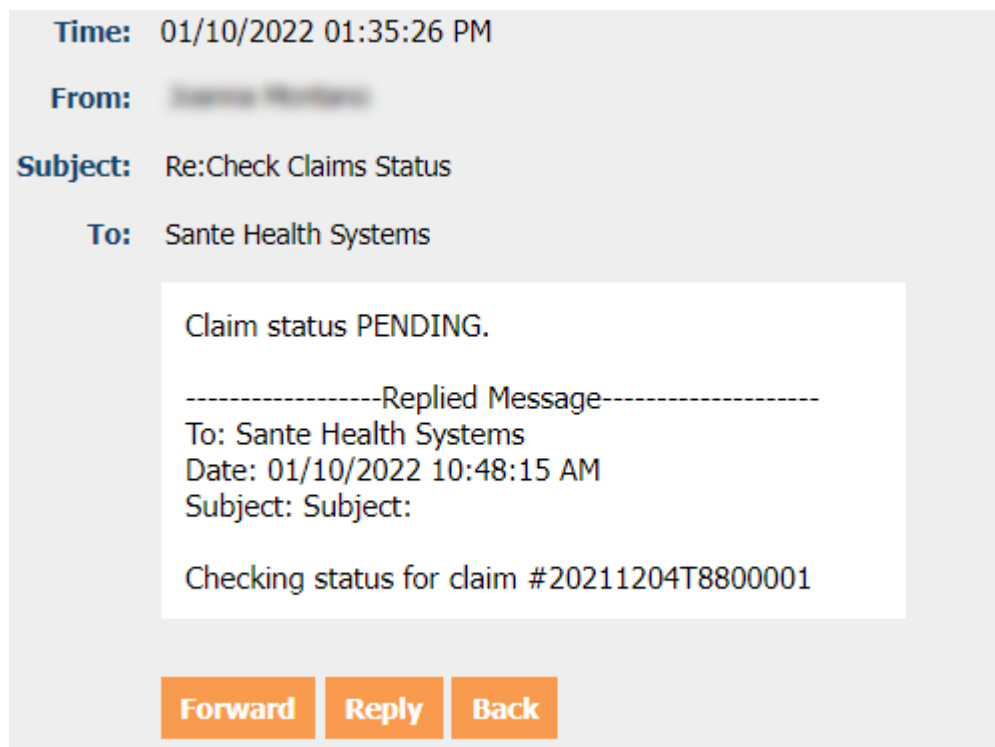 Time: 01/10/2022 01:35:26 PM
From:
Subject: Re:Check Claims Status
To: Sante Health Systems
Claim status PENDING.
------------------Replied Message--------------------
To: Sante Health Systems
Date: 01/10/2022 10:48:15 AM
Subject: Subject:
Checking status for claim #20211204T8800001
Forward Reply Back